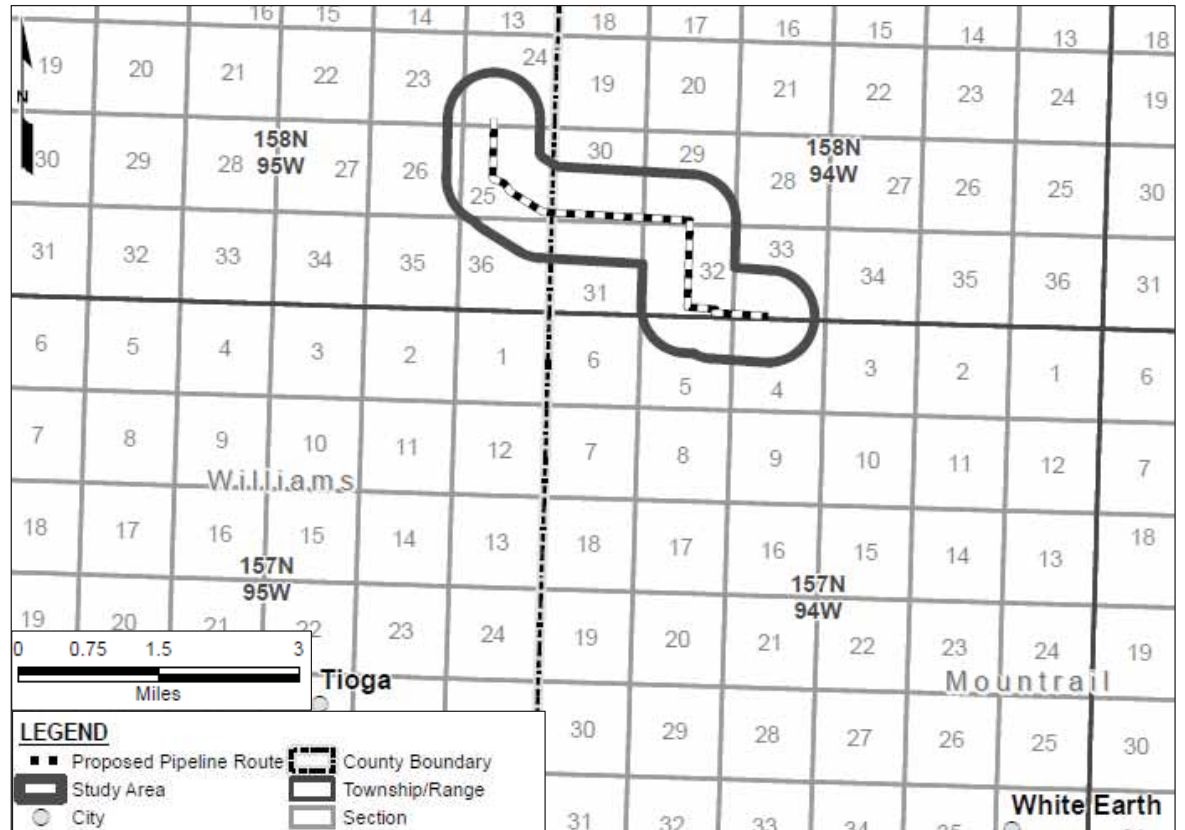 16 15 14 13 18 17 16 15 14 13 18
19 20 21 22 23 24 19 20 21 22 23 24 19
N
158N 158N
95W 94W
30 29 28 27 26 25 30 29 28 27 26 25 30
31 32 33 34 35 36 31 32 33 34 35 36 31
6 5 4 3 2 1 6 5 4 3 2 1 6
7 8 9 10 11 12 7 8 9 10 11 12 7
Williams
18 17 16 15 14 13 18 17 16 15 14 13 18
157N 157N
95W 94W
19 20 21 22 23 24 19 20 21 22 23 24 19
Mountrail
0 0.75 1.5 3
Miles
Tioga
30 29 28 27 26 25 30
LEGEND
Proposed Pipeline Route County Boundary
Study Area Township/Range
City Section
White Earth
31 32 33 34 35